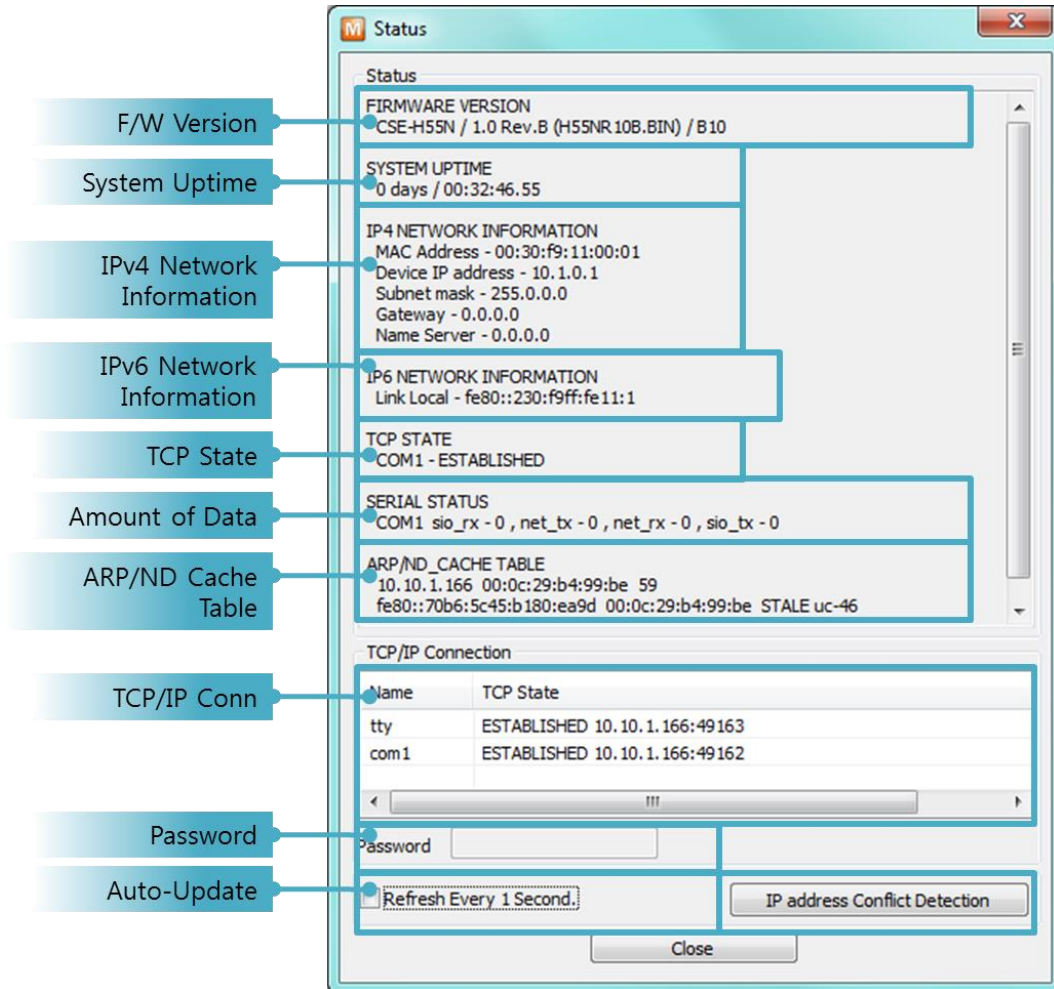 Status
Status
F/W Version
FIRMWARE VERSION
CSE-H55N / 1.0 Rev.B (H55NR10B.BIN) / B10
System Uptime
SYSTEM UPTIME
0 days / 00:32:46.55
IPv4 Network
Information
IP4 NETWORK INFORMATION
MAC Address - 00:30:f9:11:00:01
Device IP address - 10.1.0.1
Subnet mask - 255.0.0.0
Gateway - 0.0.0.0
Name Server - 0.0.0.0
IPv6 Network
Information
IP6 NETWORK INFORMATION
Link Local - fe80::230:f9ff:fe11:1
TCP State
TCP STATE
COM1 - ESTABLISHED
Amount of Data
SERIAL STATUS
COM1 sio_rx - 0 , net_tx - 0 , net_rx - 0 , sio_tx - 0
ARP/ND Cache
Table
ARP/ND_CACHE TABLE
10.10.1.166 00:0c:29:b4:99:be 59
fe80::70b6:5c45:b180:ea9d 00:0c:29:b4:99:be STALE uc-46
TCP/IP Connection
TCP/IP Conn
Name TCP State
tty ESTABLISHED 10.10.1.166:49163
com1 ESTABLISHED 10.10.1.166:49162
Password
Password
Auto-Update
Refresh Every 1 Second.
IP address Conflict Detection
Close